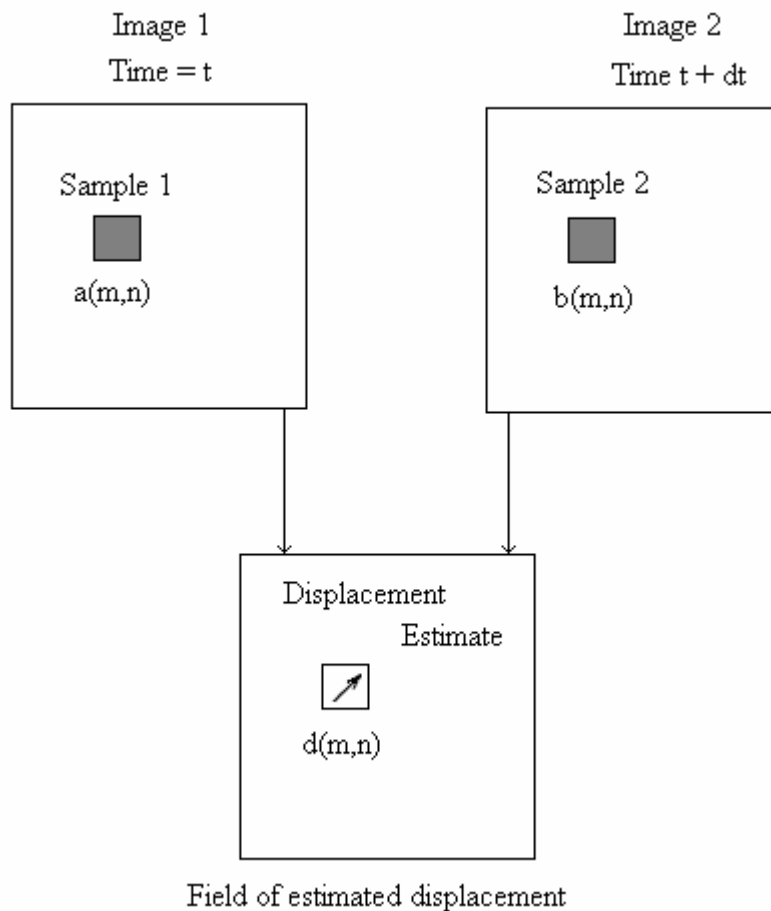 Image 1
Time = t
Image 2
Time t + dt
Sample 1
a(m,n)
Sample 2
b(m,n)
Displacement
Estimate
d(m,n)
Field of estimated displacement